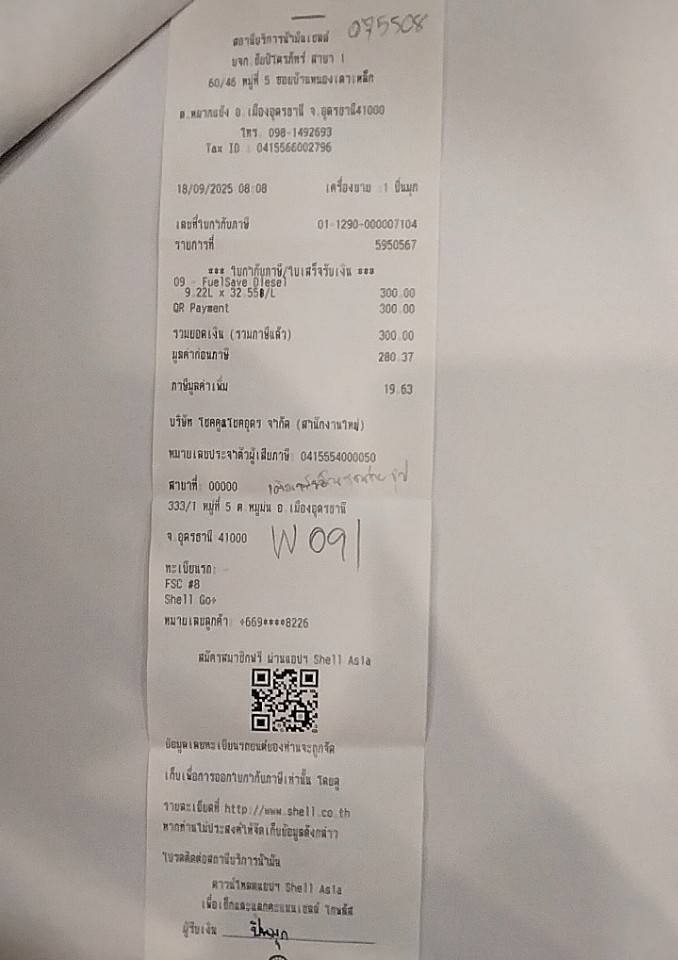 075508
สถานีบริการน้ำมันเชลล์
บจก.ชัยปิโตรภัทร์ สาขา 1
60/46 หมู่ที่ 5 ซอยบ้านหนองเตาเหล็ก
ต.หมากแข้ง อ.เมืองอุดรธานี จ.อุดรธานี41000
โทร. 098-1492693
Tax ID : 0415566002796
18/09/2025 08:08 เครื่องขาย :1 ปิ่นมุก
เลขที่ใบกำกับภาษี 01-1290-000007104
รายการที่ 5950567
*** ใบกำกับภาษี/ใบเสร็จรับเงิน ***
09 - FuelSave Diesel
9.22L x 32.55฿/L 300.00
QR Payment 300.00
รวมยอดเงิน (รวมภาษีแล้ว) 300.00
มูลค่าก่อนภาษี 280.37
ภาษีมูลค่าเพิ่ม 19.63
บริษัท โชคคูณโชคอุดร จำกัด (สำนักงานใหญ่)
หมายเลขประจำตัวผู้เสียภาษี: 0415554000050
สาขาที่: 00000
333/1 หมู่ที่ 5 ต.หมูม่น อ.เมืองอุดรธานี
จ.อุดรธานี 41000 W091
ทะเบียนรถ: -
FSC #8
Shell Go+
หมายเลขลูกค้า: +669****8226
สมัครสมาชิกฟรี ผ่านแอปฯ Shell Asia
ข้อมูลเลขทะเบียนรถยนต์ของท่านจะถูกจัด
เก็บเพื่อการออกใบกำกับภาษีเท่านั้น โดยดู
รายละเอียดที่ http://www.shell.co.th
หากท่านไม่ประสงค์ให้จัดเก็บข้อมูลดังกล่าว
โปรดติดต่อสถานีบริการน้ำมัน
ดาวน์โหลดแอปฯ Shell Asia
เพื่อเช็กและแลกคะแนนเชลล์ โกพลัส
ผู้รับเงิน ปิ่นมุก